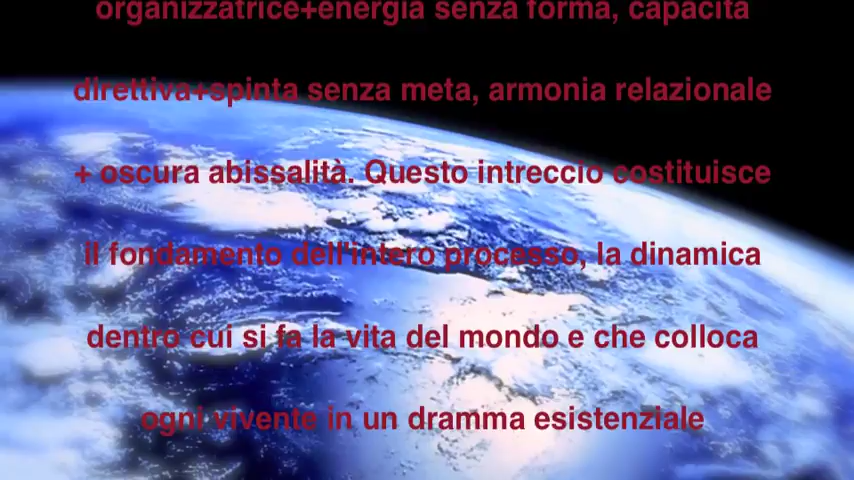 organizzatrice+energia senza forma, capacità
direttiva+spinta senza meta, armonia relazionale
+ oscura abissalità. Questo intreccio costituisce
il fondamento dell'intero processo, la dinamica
dentro cui si fa la vita del mondo e che colloca
ogni vivente in un dramma esistenziale